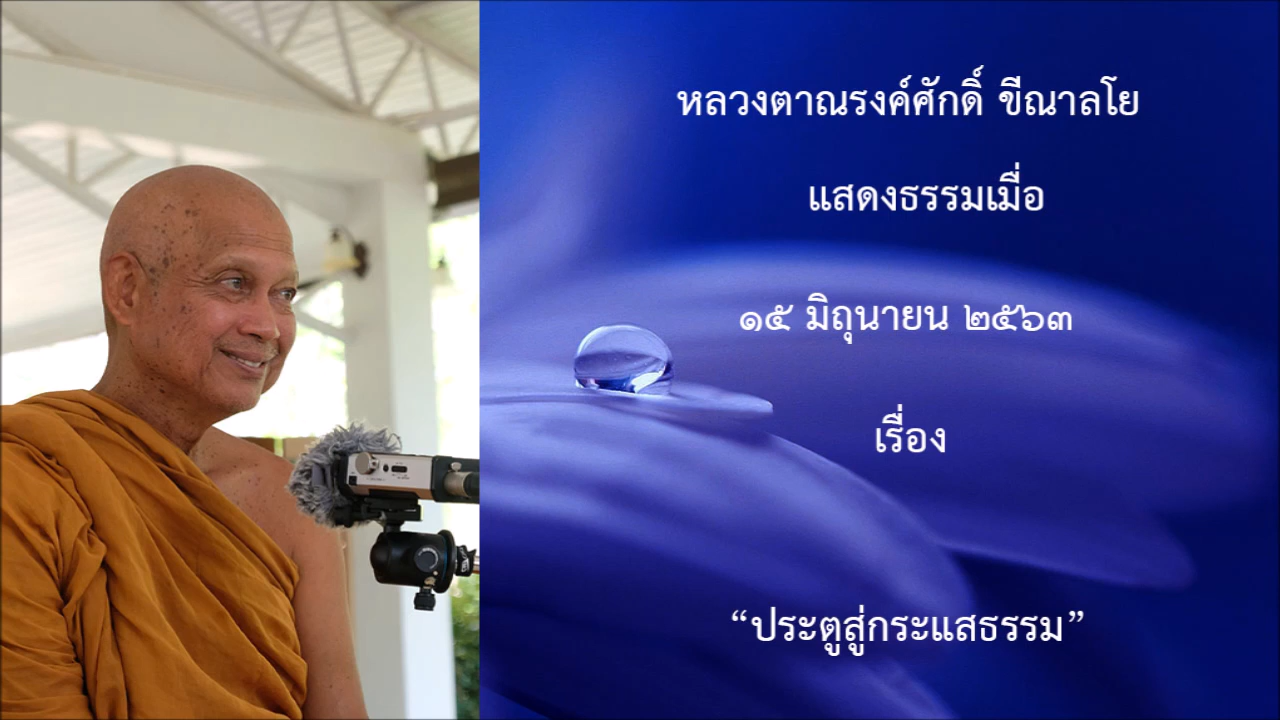 หลวงตาณรงค์ศักดิ์ ขีณาลโย
แสดงธรรมเมื่อ
๑๕ มิถุนายน ๒๕๖๓
เรื่อง
“ประตูสู่กระแสธรรม”